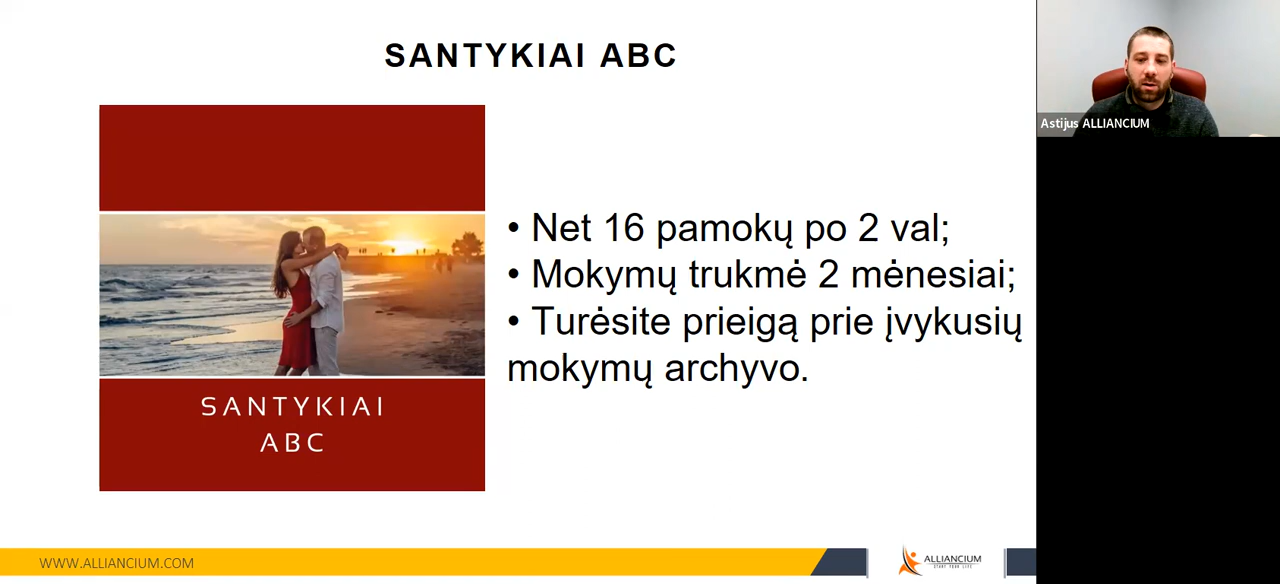 SANTYKIAI ABC
• Net 16 pamokų po 2 val;
• Mokymų trukmė 2 mėnesiai;
• Turėsite prieigą prie įvykusių
mokymų archyvo.
SANTYKIAI
ABC
Astijus ALLIANCIUM
WWW.ALLIANCIUM.COM
ALLIANCIUM
START YOUR LIFE